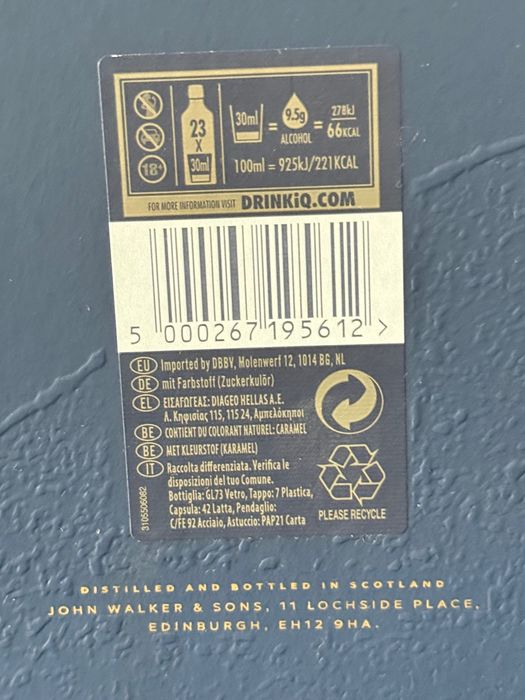 18+
23
X
30ml
30ml = 9.5g ALCOHOL = 278kJ 66KCAL
100ml = 925kJ/221KCAL
FOR MORE INFORMATION VISIT DRINKiQ.COM
5 000267 195612 >
EU Imported by DBBV, Molenwerf 12, 1014 BG, NL
DE mit Farbstoff (Zuckerkulör)
EL ΕΙΣΑΓΩΓΕΑΣ: DIAGEO HELLAS A.E.
Λ. Κηφισίας 115, 115 24, Αμπελόκηποι
BE CONTIENT DU COLORANT NATUREL: CARAMEL
BE MET KLEURSTOF (KARAMEL)
IT Raccolta differenziata. Verifica le
disposizioni del tuo Comune.
Bottiglia: GL73 Vetro, Tappo: 7 Plastica,
Capsula: 42 Latta, Pendaglio:
C/FE 92 Acciaio, Astuccio: PAP21 Carta
PLEASE RECYCLE
DISTILLED AND BOTTLED IN SCOTLAND
JOHN WALKER & SONS, 11 LOCHSIDE PLACE,
EDINBURGH, EH12 9HA.